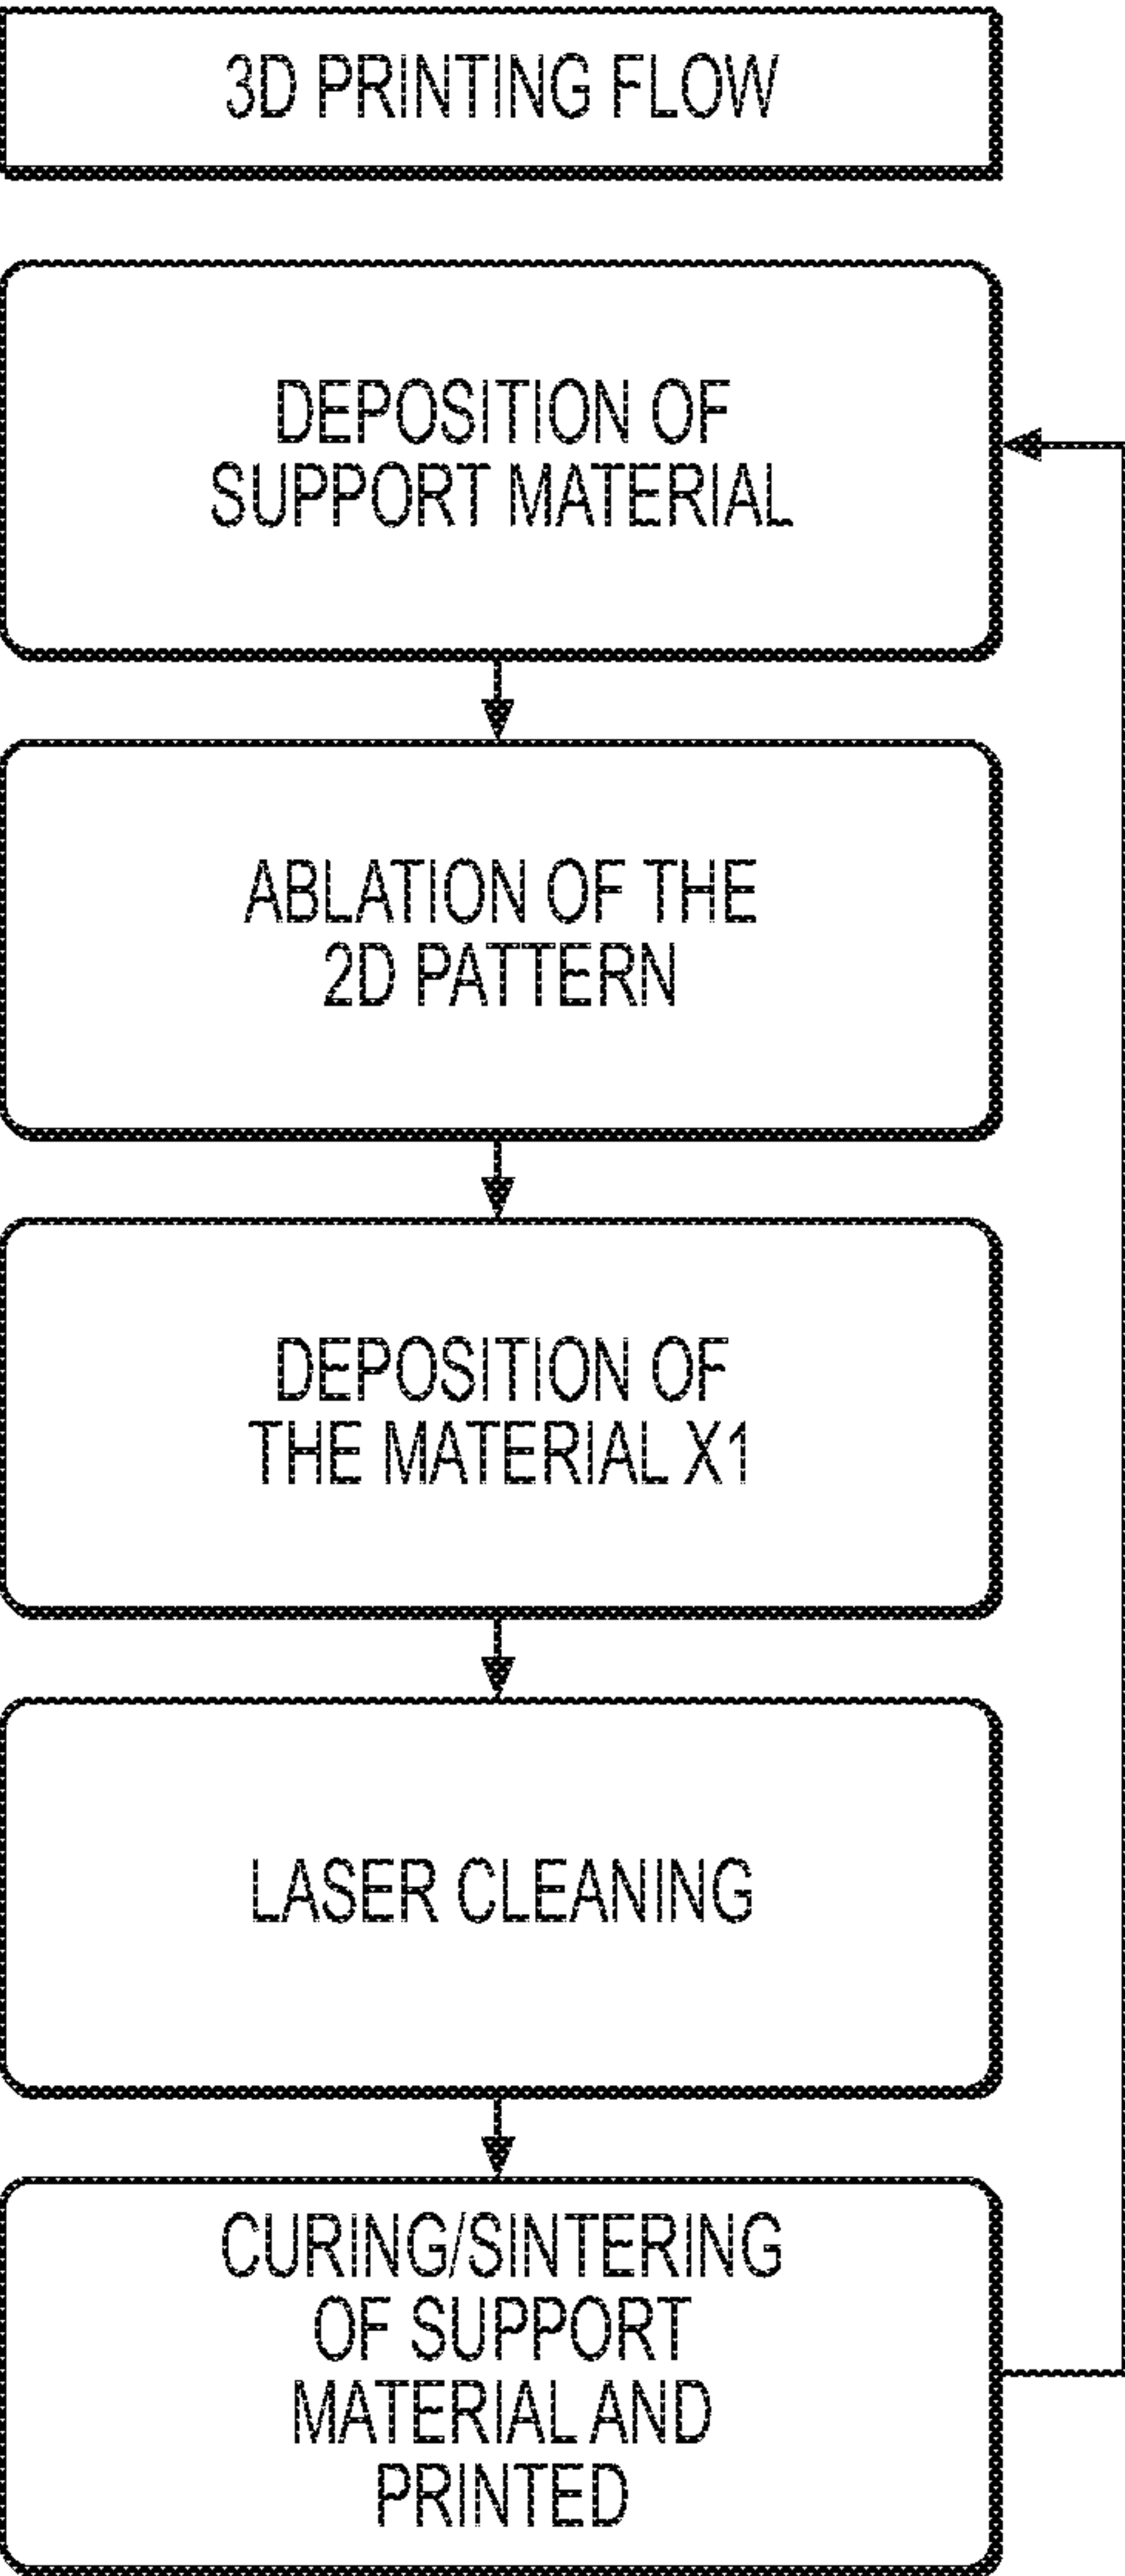 3D PRINTING FLOW
DEPOSITION OF
SUPPORT MATERIAL
ABLATION OF THE
2D PATTERN
DEPOSITION OF
THE MATERIAL X1
LASER CLEANING
CURING/SINTERING
OF SUPPORT
MATERIAL AND
PRINTED